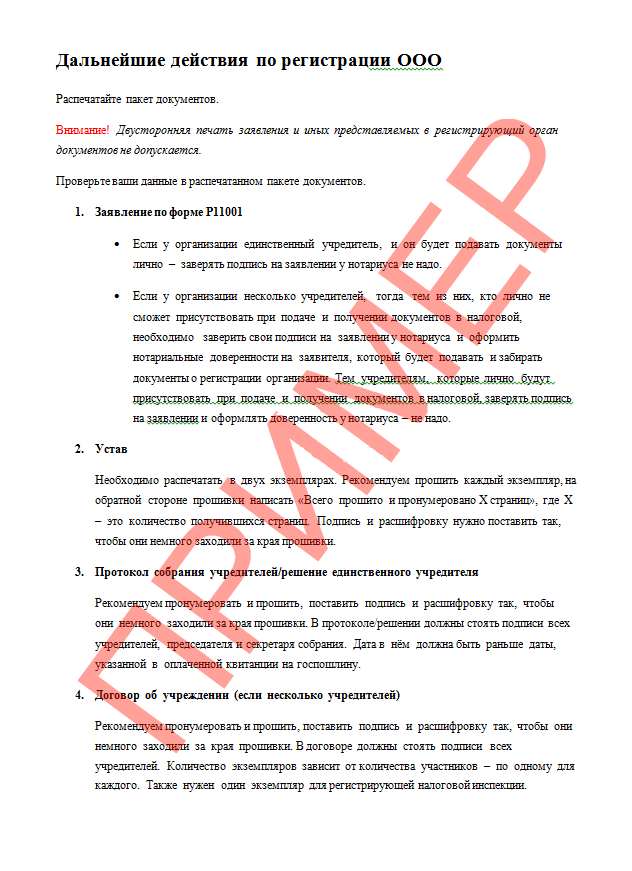 Дальнейшие действия по регистрации ООО
Распечатайте пакет документов.
Внимание! Двусторонняя печать заявления и иных представляемых в регистрирующий орган
документов не допускается.
Проверьте ваши данные в распечатанном пакете документов.
1. Заявление по форме Р11001
• Если у организации единственный учредитель, и он будет подавать документы
лично – заверять подпись на заявлении у нотариуса не надо.
• Если у организации несколько учредителей, тогда тем из них, кто лично не
сможет присутствовать при подаче и получении документов в налоговой,
необходимо заверить свои подписи на заявлении у нотариуса и оформить
нотариальные доверенности на заявителя, который будет подавать и забирать
документы о регистрации организации. Тем учредителям, которые лично будут
присутствовать при подаче и получении документов в налоговой, заверять подпись
на заявлении и оформлять доверенность у нотариуса – не надо.
2. Устав
Необходимо распечатать в двух экземплярах. Рекомендуем прошить каждый экземпляр, на
обратной стороне прошивки написать «Всего прошито и пронумеровано Х страниц», где Х
– это количество получившихся страниц. Подпись и расшифровку нужно поставить так,
чтобы они немного заходили за края прошивки.
3. Протокол собрания учредителей/решение единственного учредителя
Рекомендуем пронумеровать и прошить, поставить подпись и расшифровку так, чтобы
они немного заходили за края прошивки. В протоколе/решении должны стоять подписи всех
учредителей, председателя и секретаря собрания. Дата в нём должна быть раньше даты,
указанной в оплаченной квитанции на госпошлину.
4. Договор об учреждении (если несколько учредителей)
Рекомендуем пронумеровать и прошить, поставить подпись и расшифровку так, чтобы они
немного заходили за края прошивки. В договоре должны стоять подписи всех
учредителей. Количество экземпляров зависит от количества участников – по одному для
каждого. Также нужен один экземпляр для регистрирующей налоговой инспекции.
ПРИМЕР